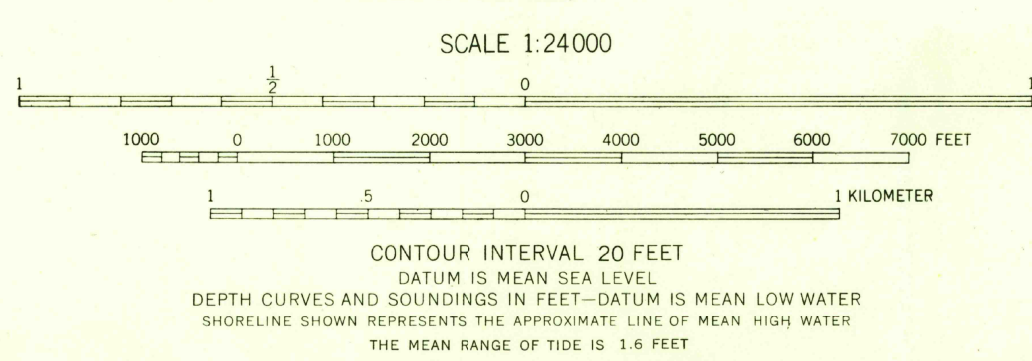 SCALE 1:24000
1 1/2 0 1
1000 0 1000 2000 3000 4000 5000 6000 7000 FEET
1 .5 0 1 KILOMETER
CONTOUR INTERVAL 20 FEET
DATUM IS MEAN SEA LEVEL
DEPTH CURVES AND SOUNDINGS IN FEET—DATUM IS MEAN LOW WATER
SHORELINE SHOWN REPRESENTS THE APPROXIMATE LINE OF MEAN HIGH WATER
THE MEAN RANGE OF TIDE IS 1.6 FEET